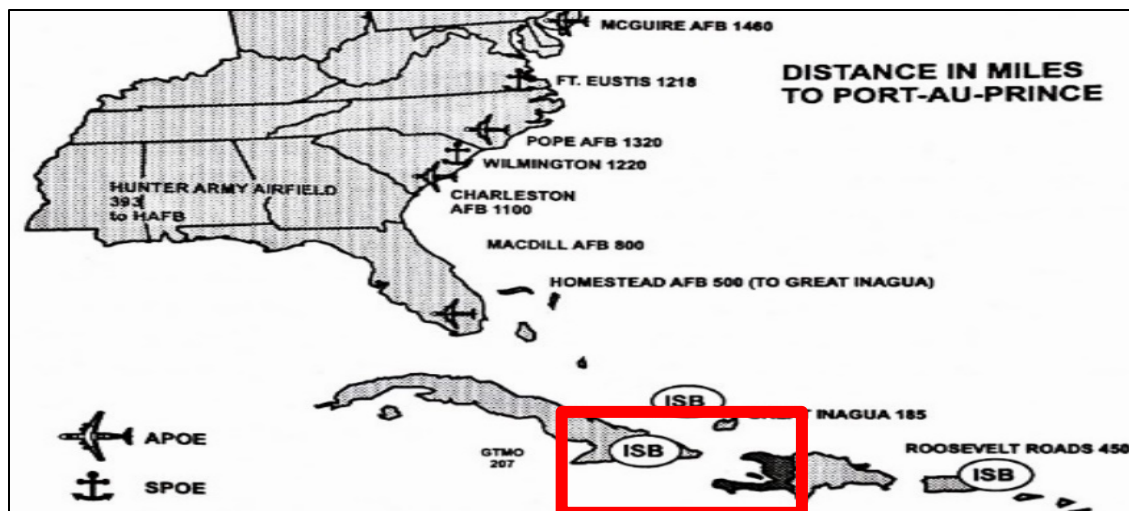 MCGUIRE AFB 1460
FT. EUSTIS 1218
DISTANCE IN MILES
TO PORT-AU-PRINCE
POPE AFB 1320
WILMINGTON 1220
HUNTER ARMY AIRFIELD
393
to HAFB
CHARLESTON
AFB 1100
MACDILL AFB 800
HOMESTEAD AFB 500 (TO GREAT INAGUA)
ISB
GREAT INAGUA 185
APOE
GTMO
207
ISB
ROOSEVELT ROADS 450
ISB
SPOE